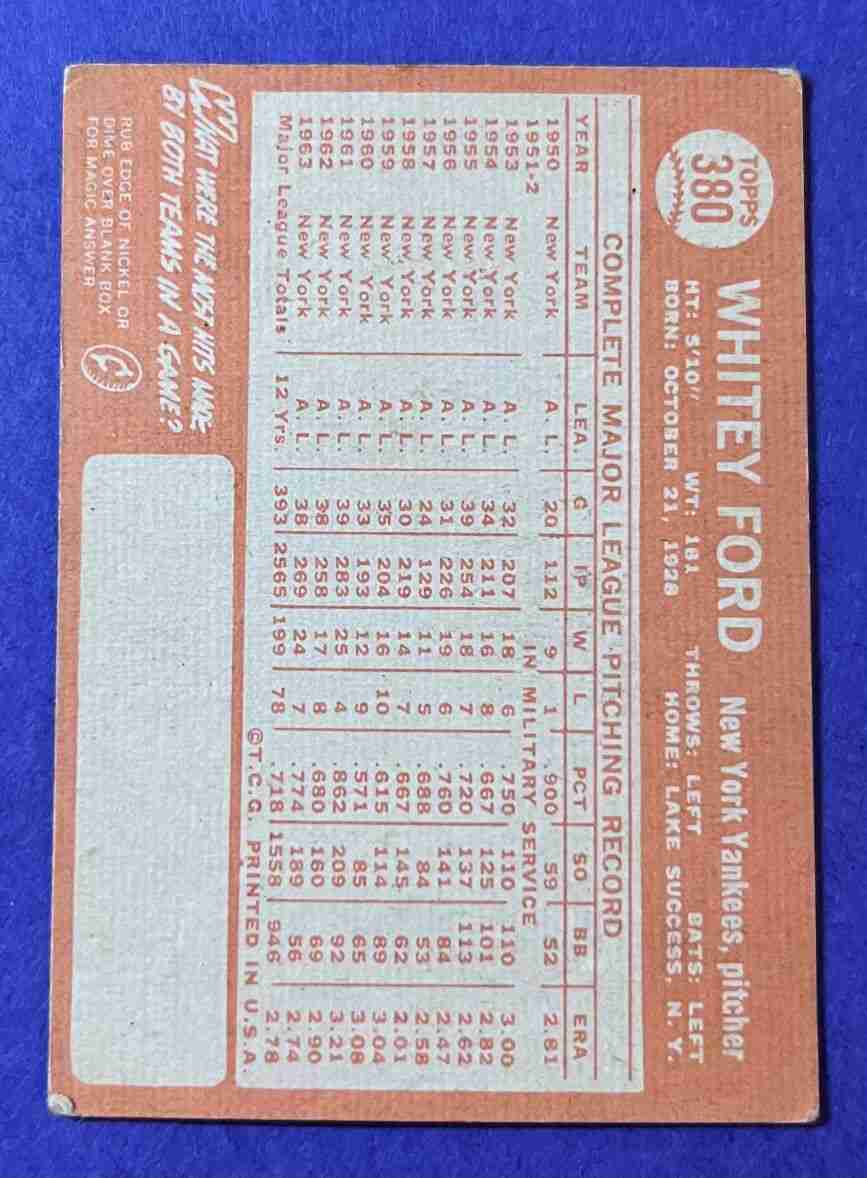 TOPPS
380
WHITEY FORD New York Yankees, pitcher
HT: 5'10" WT: 181 THROWS: LEFT BATS: LEFT
BORN: OCTOBER 21, 1928 HOME: LAKE SUCCESS, N. Y.
COMPLETE MAJOR LEAGUE PITCHING RECORD
YEAR TEAM LEA. G IP W L PCT SO BB ERA
1950 New York A. L. 20 112 9 1 .900 59 52 2.81
1951-2 IN MILITARY SERVICE
1953 New York A. L. 32 207 18 6 .750 110 110 3.00
1954 New York A. L. 34 211 16 8 .667 125 101 2.82
1955 New York A. L. 39 254 18 7 .720 137 113 2.62
1956 New York A. L. 31 226 19 6 .760 141 84 2.47
1957 New York A. L. 24 129 11 5 .688 84 53 2.58
1958 New York A. L. 30 219 14 7 .667 145 62 2.01
1959 New York A. L. 35 204 16 10 .615 114 89 3.04
1960 New York A. L. 33 193 12 9 .571 85 65 3.08
1961 New York A. L. 39 283 25 4 .862 209 92 3.21
1962 New York A. L. 38 258 17 8 .680 160 69 2.90
1963 New York A. L. 38 269 24 7 .774 189 56 2.74
Major League Totals 12 Yrs. 393 2565 199 78 .718 1558 946 2.78
©T.C.G. PRINTED IN U.S.A.
WHAT WERE THE MOST HITS MADE
BY BOTH TEAMS IN A GAME?
RUB EDGE OF NICKEL OR
DIME OVER BLANK BOX
FOR MAGIC ANSWER